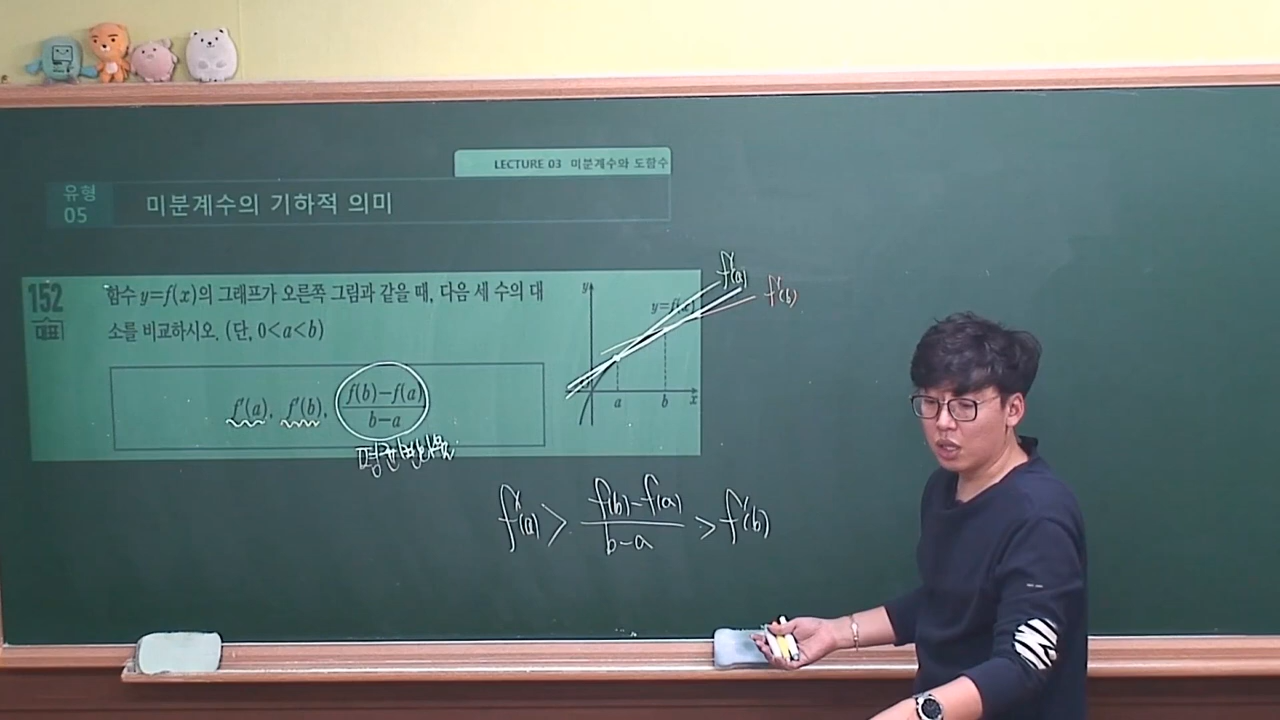 LECTURE 03 미분계수와 도함수
유형
05
미분계수의 기하적 의미
152
대표
함수 y=f(x)의 그래프가 오른쪽 그림과 같을 때, 다음 세 수의 대
소를 비교하시오. (단, 0<a<b)
f'(a), f'(b), f(b)-f(a)
b-a
평균변화율
y
y=f(x)
a
b
x
f'(a)
f'(b)
f'(a) > f(b)-f(a) > f'(b)
b-a